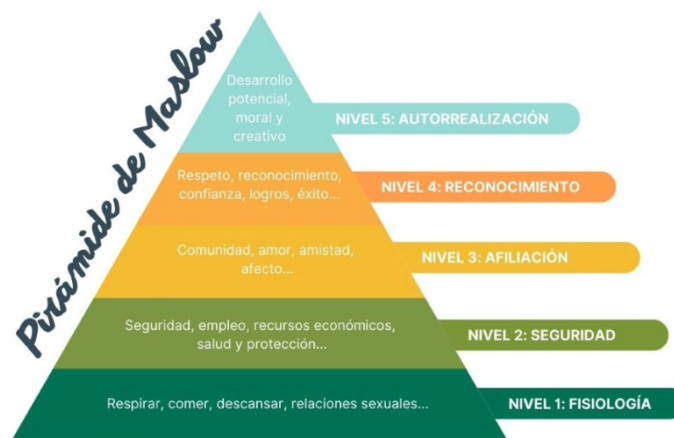 Pirámide de Maslow
Desarrollo
potencial,
moral y
creativo
NIVEL 5: AUTORREALIZACIÓN
Respeto, reconocimiento,
confianza, logros, éxito...
NIVEL 4: RECONOCIMIENTO
Comunidad, amor, amistad,
afecto...
NIVEL 3: AFILIACIÓN
Seguridad, empleo, recursos económicos,
salud y protección...
NIVEL 2: SEGURIDAD
Respirar, comer, descansar, relaciones sexuales...
NIVEL 1: FISIOLOGÍA